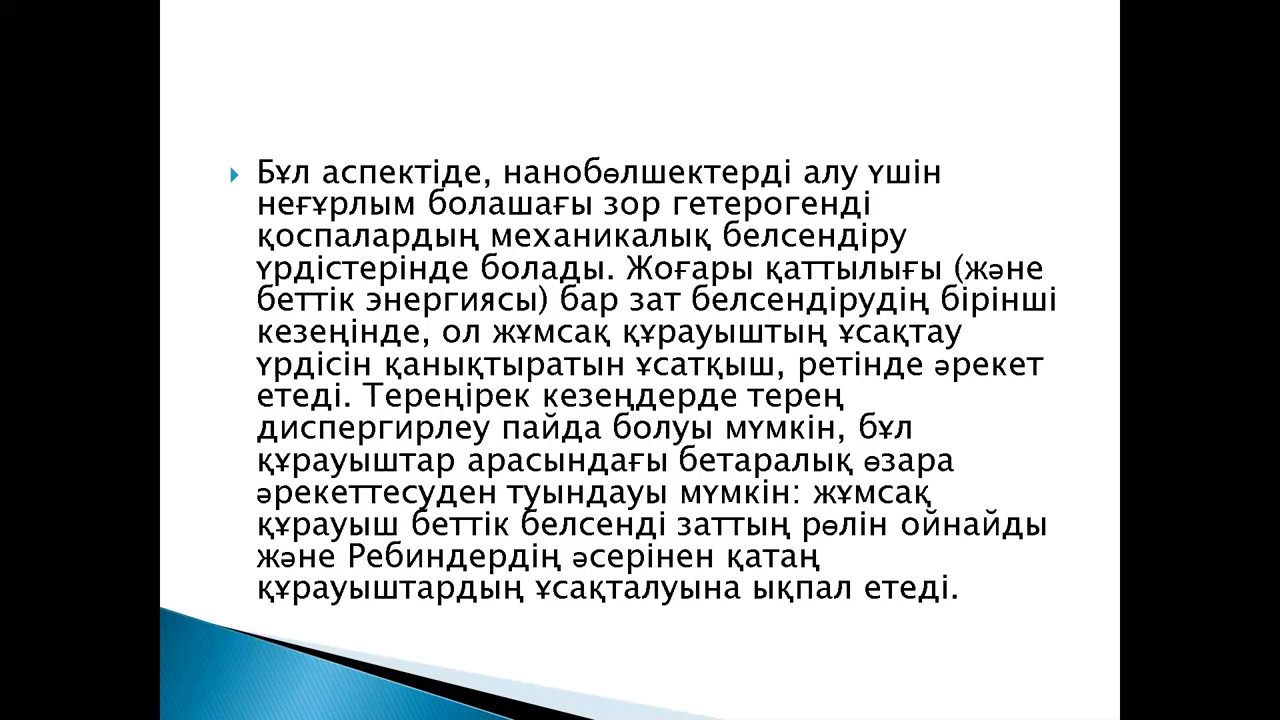 Бұл аспектіде, нанобөлшектерді алу үшін
неғұрлым болашағы зор гетерогенді
қоспалардың механикалық белсендіру
үрдістерінде болады. Жоғары қаттылығы (және
беттік энергиясы) бар зат белсендірудің бірінші
кезеңінде, ол жұмсақ құрауыштың ұсақтау
үрдісін қанықтыратын ұсатқыш, ретінде әрекет
етеді. Тереңірек кезеңдерде терең
диспергирлеу пайда болуы мүмкін, бұл
құрауыштар арасындағы бетаралық өзара
әрекеттесуден туындауы мүмкін: жұмсақ
құрауыш беттік белсенді заттың рөлін ойнайды
және Ребиндердің әсерінен қатаң
құрауыштардың ұсақталуына ықпал етеді.